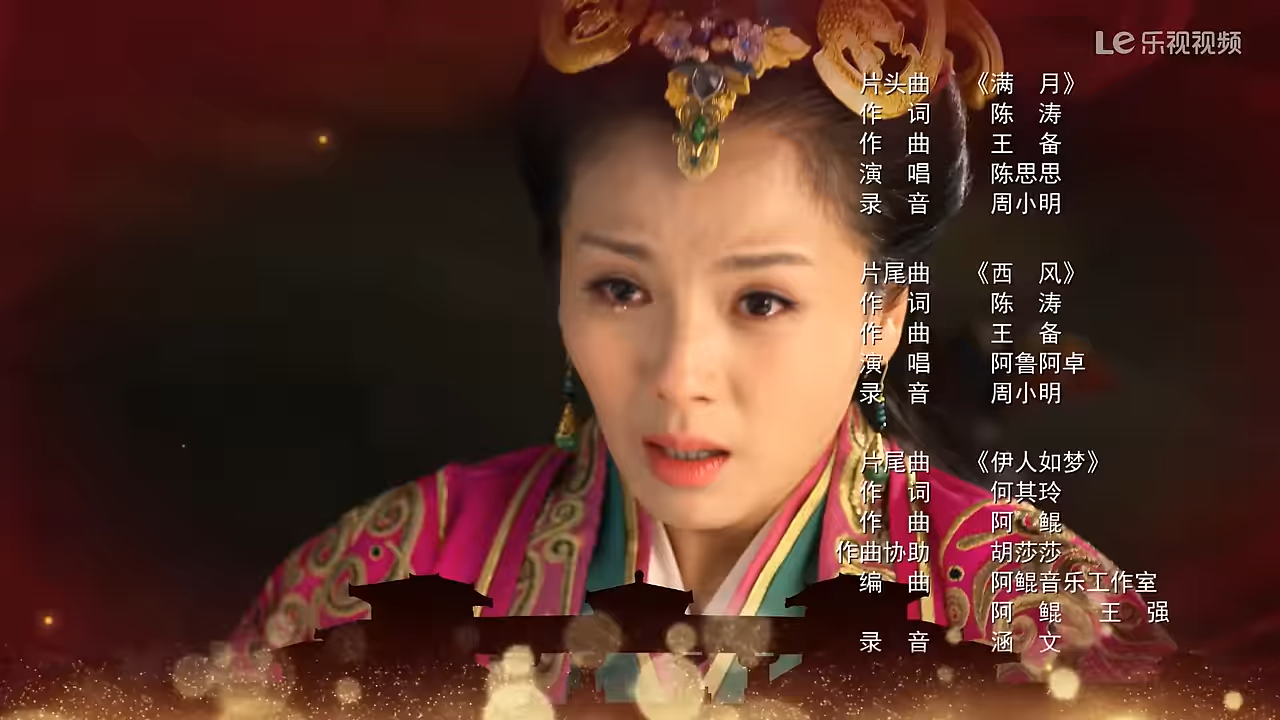 Le 乐视视频
片头曲 《满 月》
作 词 陈 涛
作 曲 王 备
演 唱 陈思思
录 音 周小明
片尾曲 《西 风》
作 词 陈 涛
作 曲 王 备
演 唱 阿鲁阿卓
录 音 周小明
片尾曲 《伊人如梦》
作 词 何其玲
作 曲 阿 鲲
作曲协助 胡莎莎
编 曲 阿鲲音乐工作室
阿 鲲 王 强
录 音 涵 文